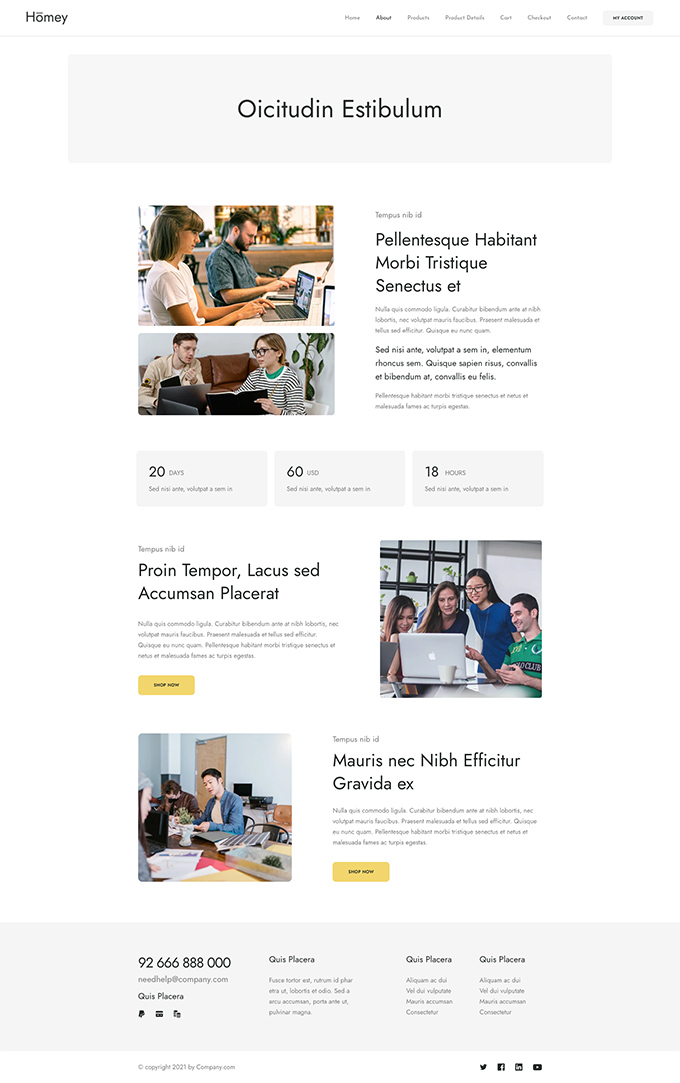 Hōmey
Home About Products Product Details Cart Checkout Contact MY ACCOUNT
Oicitudin Estibulum
Tempus nib id
Pellentesque Habitant
Morbi Tristique
Senectus et
Nulla quis commodo ligula. Curabitur bibendum ante at nibh
lobortis, nec volutpat mauris faucibus. Praesent malesuada et
tellus sed efficitur. Quisque eu nunc quam.
Sed nisi ante, volutpat a sem in, elementum
rhoncus sem. Quisque sapien risus, convallis
et bibendum at, convallis eu felis.
Pellentesque habitant morbi tristique senectus et netus et
malesuada fames ac turpis egestas.
20 DAYS
Sed nisi ante, volutpat a sem in
60 USD
Sed nisi ante, volutpat a sem in
18 HOURS
Sed nisi ante, volutpat a sem in
Tempus nib id
Proin Tempor, Lacus sed
Accumsan Placerat
Nulla quis commodo ligula. Curabitur bibendum ante at nibh lobortis, nec
volutpat mauris faucibus. Praesent malesuada et tellus sed efficitur.
Quisque eu nunc quam. Pellentesque habitant morbi tristique senectus et
netus et malesuada fames ac turpis egestas.
SHOP NOW
POLO CLUB
Tempus nib id
Mauris nec Nibh Efficitur
Gravida ex
Nulla quis commodo ligula. Curabitur bibendum ante at nibh lobortis, nec
volutpat mauris faucibus. Praesent malesuada et tellus sed efficitur. Quisque
eu nunc quam. Pellentesque habitant morbi tristique senectus et netus et
malesuada fames ac turpis egestas.
SHOP NOW
92 666 888 000
needhelp@company.com
Quis Placera
Quis Placera
Fusce tortor est, rutrum id phar
etra ut, lobortis et odio. Sed a
arcu accumsan, porta ante ut,
pulvinar magna.
Quis Placera
Aliquam ac dui
Vel dui vulputate
Mauris accumsan
Consectetur
Quis Placera
Aliquam ac dui
Vel dui vulputate
Mauris accumsan
Consectetur
© copyright 2021 by Company.com